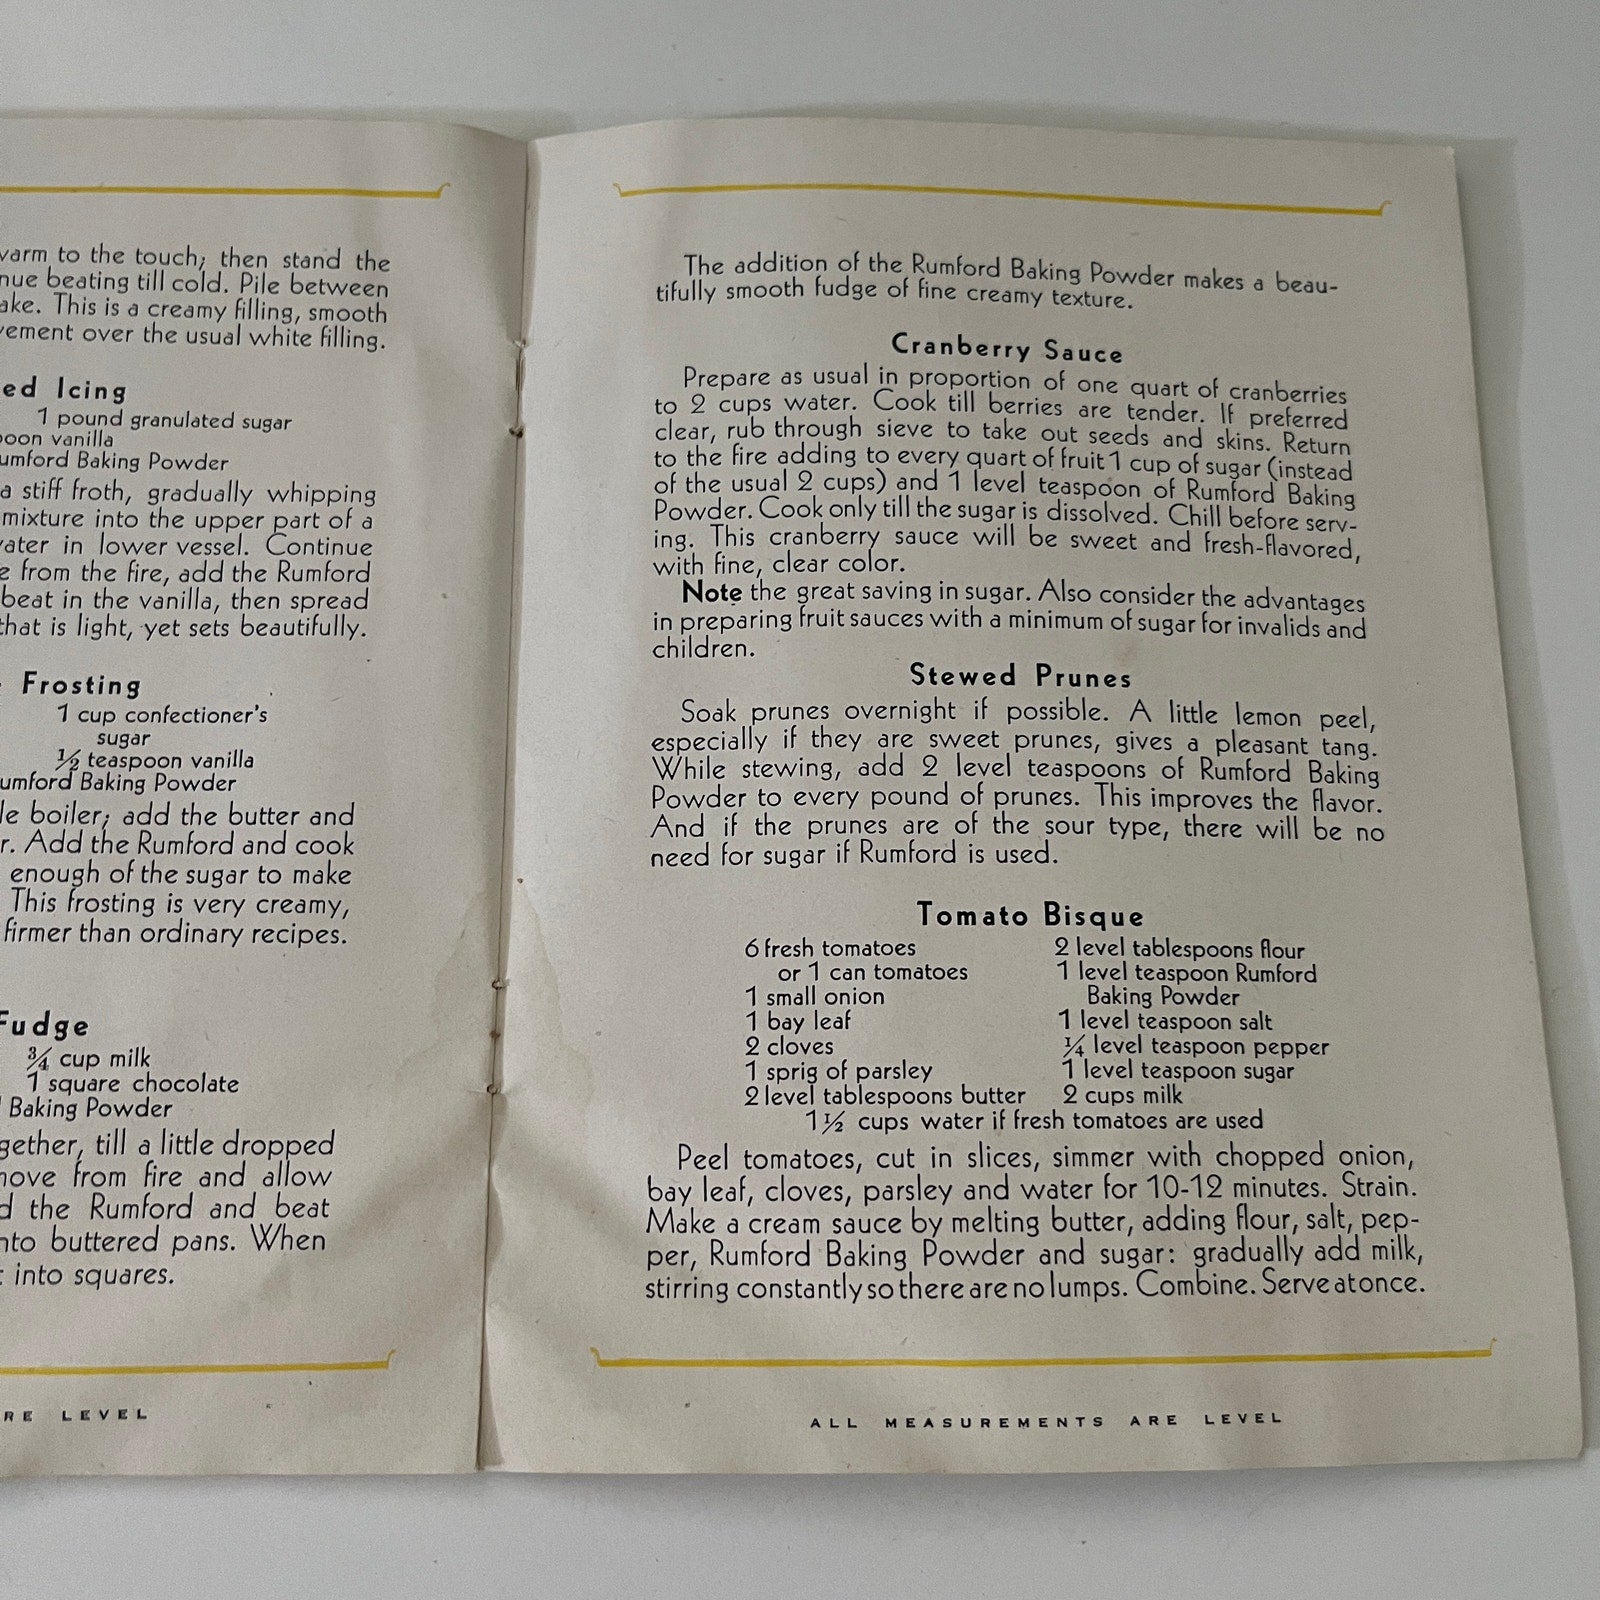 warm to the touch; then stand the
nue beating till cold. Pile between
ake. This is a creamy filling, smooth
vement over the usual white filling.
ed Icing
1 pound granulated sugar
poon vanilla
umford Baking Powder
a stiff froth, gradually whipping
mixture into the upper part of a
vater in lower vessel. Continue
e from the fire, add the Rumford
beat in the vanilla, then spread
that is light, yet sets beautifully.
Frosting
1 cup confectioner's
sugar
½ teaspoon vanilla
umford Baking Powder
le boiler; add the butter and
r. Add the Rumford and cook
enough of the sugar to make
This frosting is very creamy,
firmer than ordinary recipes.
Fudge
¾ cup milk
1 square chocolate
Baking Powder
gether, till a little dropped
move from fire and allow
d the Rumford and beat
nto buttered pans. When
t into squares.
RE LEVEL
The addition of the Rumford Baking Powder makes a beau-
tifully smooth fudge of fine creamy texture.
Cranberry Sauce
Prepare as usual in proportion of one quart of cranberries
to 2 cups water. Cook till berries are tender. If preferred
clear, rub through sieve to take out seeds and skins. Return
to the fire adding to every quart of fruit 1 cup of sugar (instead
of the usual 2 cups) and 1 level teaspoon of Rumford Baking
Powder. Cook only till the sugar is dissolved. Chill before serv-
ing. This cranberry sauce will be sweet and fresh-flavored,
with fine, clear color.
Note the great saving in sugar. Also consider the advantages
in preparing fruit sauces with a minimum of sugar for invalids and
children.
Stewed Prunes
Soak prunes overnight if possible. A little lemon peel,
especially if they are sweet prunes, gives a pleasant tang.
While stewing, add 2 level teaspoons of Rumford Baking
Powder to every pound of prunes. This improves the flavor.
And if the prunes are of the sour type, there will be no
need for sugar if Rumford is used.
Tomato Bisque
6 fresh tomatoes
or 1 can tomatoes
1 small onion
1 bay leaf
2 cloves
1 sprig of parsley
2 level tablespoons butter
2 level tablespoons flour
1 level teaspoon Rumford
Baking Powder
1 level teaspoon salt
¼ level teaspoon pepper
1 level teaspoon sugar
2 cups milk
1½ cups water if fresh tomatoes are used
Peel tomatoes, cut in slices, simmer with chopped onion,
bay leaf, cloves, parsley and water for 10-12 minutes. Strain.
Make a cream sauce by melting butter, adding flour, salt, pep-
per, Rumford Baking Powder and sugar: gradually add milk,
stirring constantly so there are no lumps. Combine. Serve at once.
ALL MEASUREMENTS ARE LEVEL